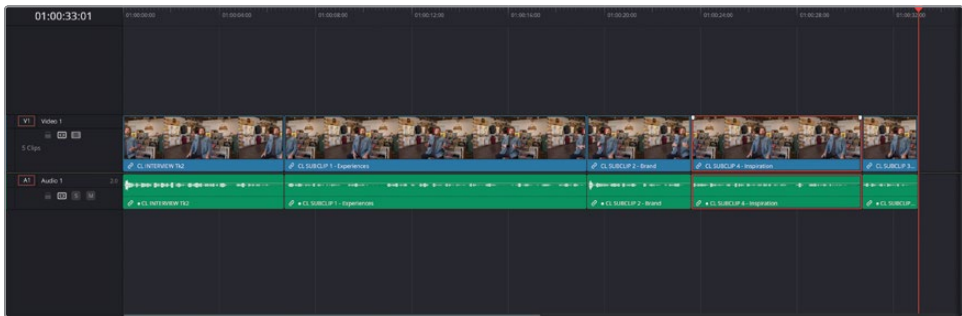 01:00:33:01
01:00:00:00 01:00:04:00 01:00:08:00 01:00:12:00 01:00:16:00 01:00:20:00 01:00:24:00 01:00:28:00 01:00:32:00
V1 Video 1
5 Clips
CL INTERVIEW TK2 CL SUBCLIP 1 - Experiences CL SUBCLIP 2 - Brand CL SUBCLIP 4 - Inspiration CL SUBCLIP 3...
A1 Audio 1 2.0
S M
• CL INTERVIEW TK2 • CL SUBCLIP 1 - Experiences • CL SUBCLIP 2 - Brand • CL SUBCLIP 4 - Inspiration • CL SUBCLIP...